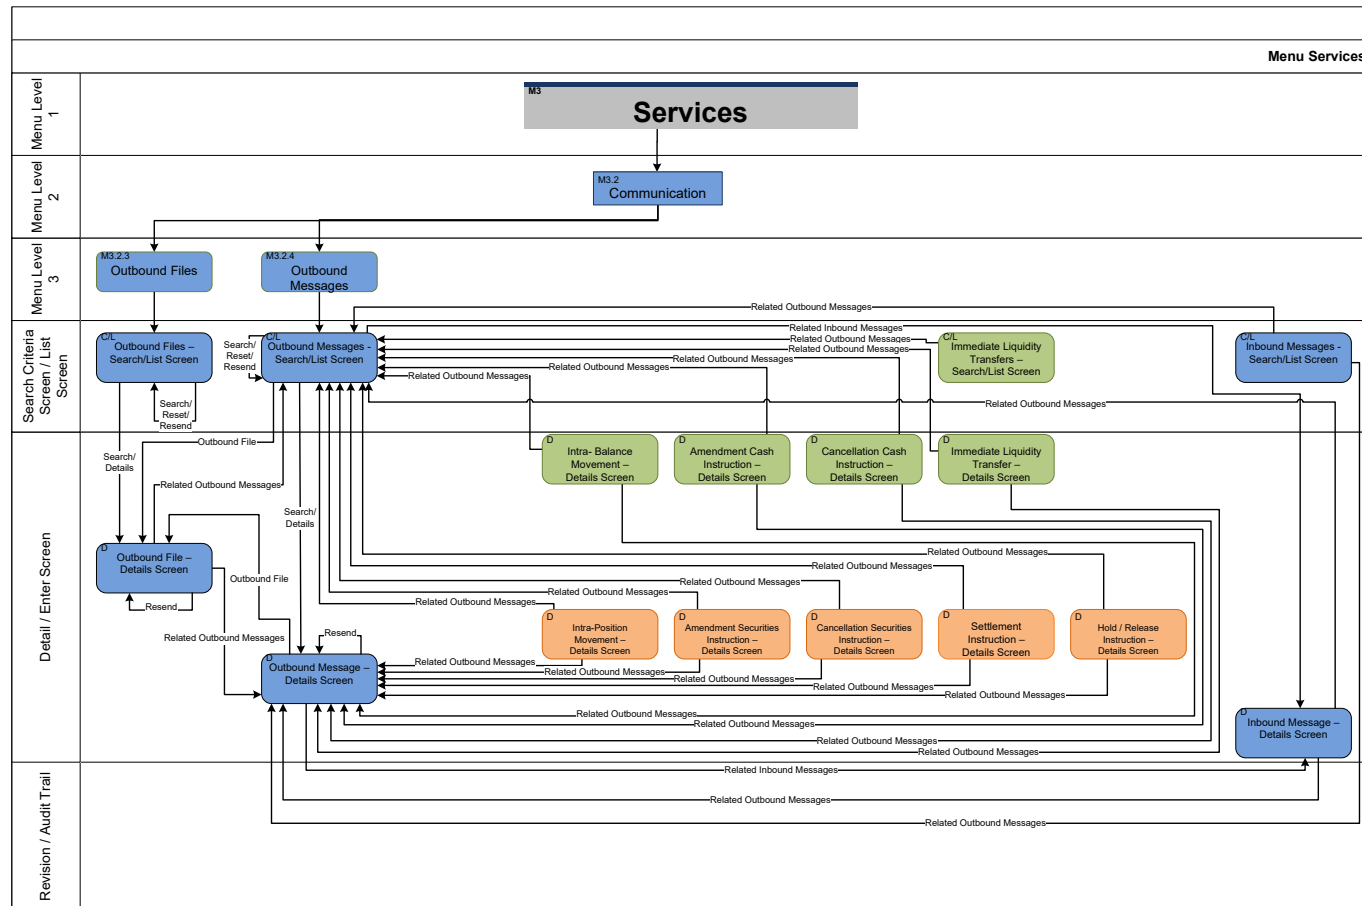 Menu Services
Menu Level
1
M3
Services
Menu Level
2
M3.2
Communication
Menu Level
3
M3.2.3
Outbound Files
M3.2.4
Outbound
Messages
Related Outbound Messages
Search Criteria
Screen / List
Screen
C/L
Outbound Files –
Search/List Screen
Search/
Reset/
Resend
C/L
Outbound Messages -
Search/List Screen
Related Inbound Messages
Related Outbound Messages
Related Outbound Messages
Related Outbound Messages
Related Outbound Messages
Related Outbound Messages
C/L
Immediate Liquidity
Transfers –
Search/List Screen
C/L
Inbound Messages -
Search/List Screen
Search/
Reset/
Resend
Related Outbound Messages
Detail / Enter Screen
Outbound File
Search/
Details
Related Outbound Messages
Search/
Details
D
Intra- Balance
Movement –
Details Screen
D
Amendment Cash
Instruction –
Details Screen
D
Cancellation Cash
Instruction –
Details Screen
D
Immediate Liquidity
Transfer –
Details Screen
D
Outbound File –
Details Screen
Outbound File
Resend
Related Outbound Messages
Related Outbound Messages
Related Outbound Messages
Related Outbound Messages
Related Outbound Messages
Related Outbound Messages
D
Intra-Position
Movement –
Details Screen
D
Amendment Securities
Instruction –
Details Screen
D
Cancellation Securities
Instruction –
Details Screen
D
Settlement
Instruction –
Details Screen
D
Hold / Release
Instruction –
Details Screen
Resend
D
Outbound Message –
Details Screen
Related Outbound Messages
Related Outbound Messages
Related Outbound Messages
Related Outbound Messages
Related Outbound Messages
Related Outbound Messages
Related Outbound Messages
Related Outbound Messages
Related Outbound Messages
D
Inbound Message –
Details Screen
Revision / Audit Trail
Related Inbound Messages
Related Outbound Messages
Related Outbound Messages